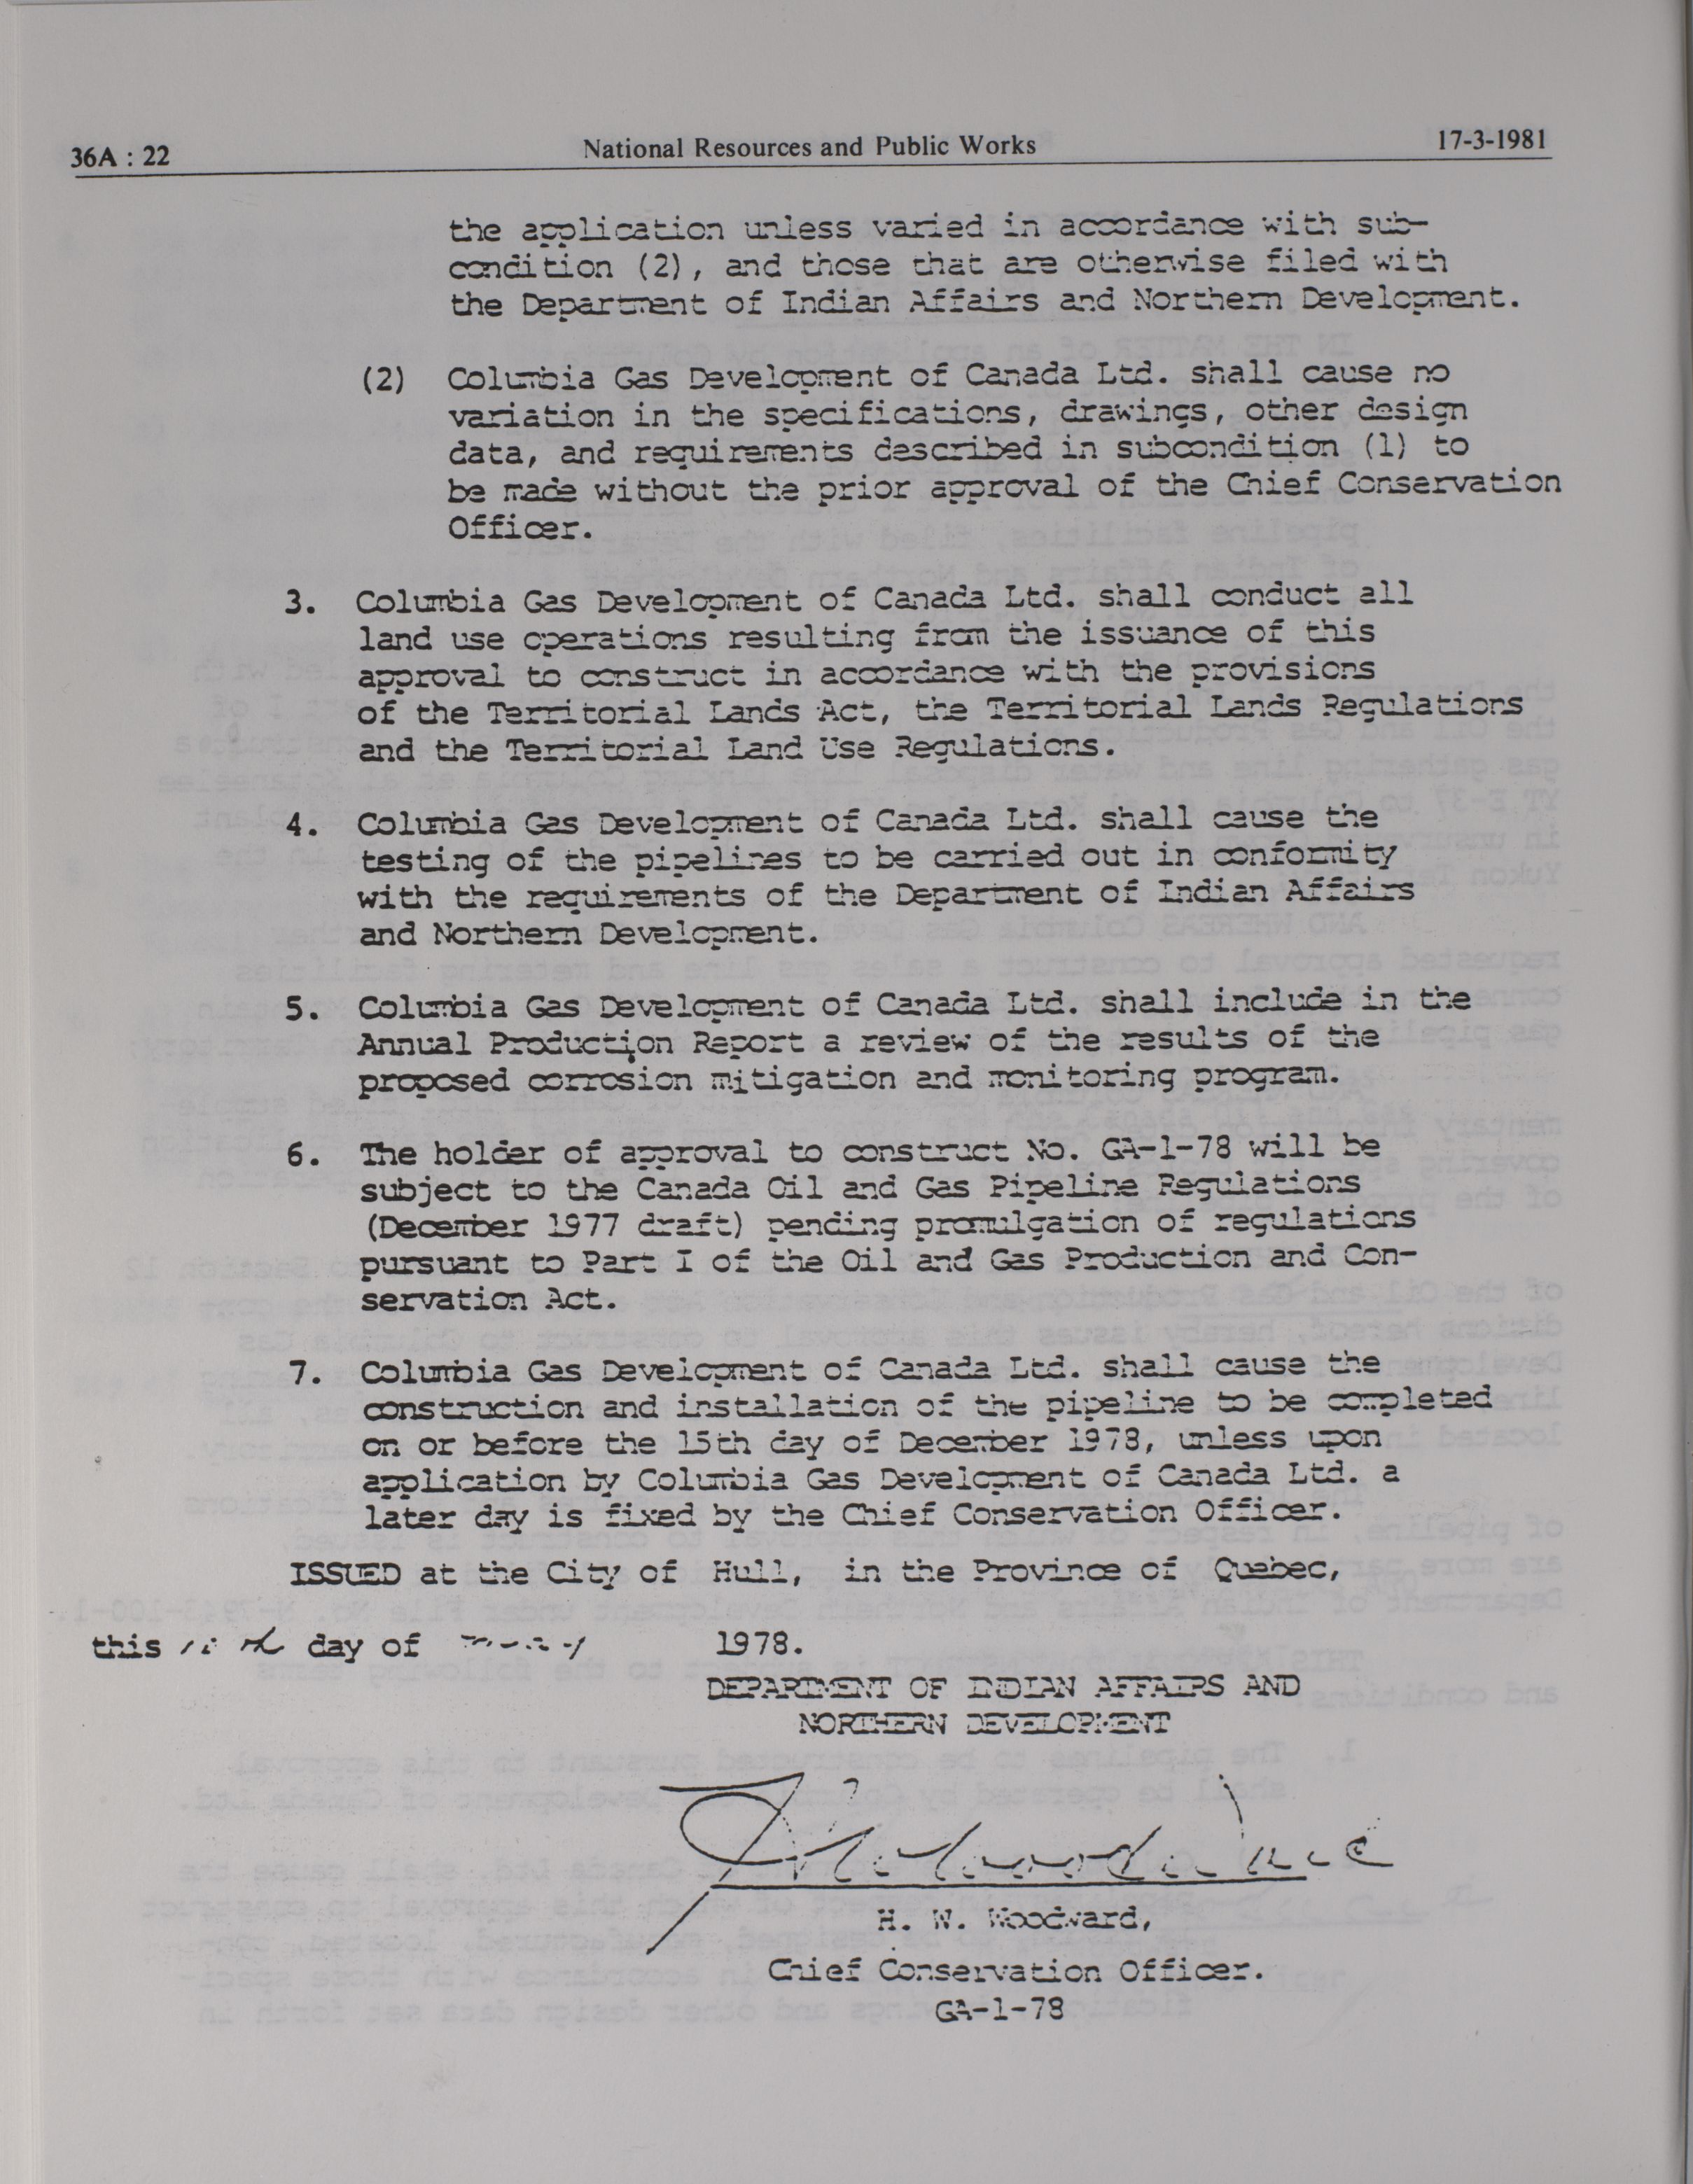 36A : 22 National Resources and Public Works 17-3-1981
the application unless varied in accordance with sub-
condition (2), and those that are otherwise filed with
the Department of Indian Affairs and Northern Development.
(2) Columbia Gas Development of Canada Ltd. shall cause no
variation in the specifications, drawings, other design
data, and requirements described in subcondition (1) to
be made without the prior approval of the Chief Conservation
Officer.
3. Columbia Gas Development of Canada Ltd. shall conduct all
land use operations resulting from the issuance of this
approval to construct in accordance with the provisions
of the Territorial Lands Act, the Territorial Lands Regulations
and the Territorial Land Use Regulations.
4. Columbia Gas Development of Canada Ltd. shall cause the
testing of the pipelines to be carried out in conformity
with the requirements of the Department of Indian Affairs
and Northern Development.
5. Columbia Gas Development of Canada Ltd. shall include in the
Annual Production Report a review of the results of the
proposed corrosion mitigation and monitoring program.
6. The holder of approval to construct No. GA-1-78 will be
subject to the Canada Oil and Gas Pipeline Regulations
(December 1977 draft) pending promulgation of regulations
pursuant to Part I of the Oil and Gas Production and Con-
servation Act.
7. Columbia Gas Development of Canada Ltd. shall cause the
construction and installation of the pipeline to be completed
on or before the 15th day of December 1978, unless upon
application by Columbia Gas Development of Canada Ltd. a
later day is fixed by the Chief Conservation Officer.
ISSUED at the City of Hull, in the Province of Quebec,
this day of 1978.
DEPARTMENT OF INDIAN AFFAIRS AND
NORTHERN DEVELOPMENT
H. W. Woodward,
Chief Conservation Officer.
GA-1-78